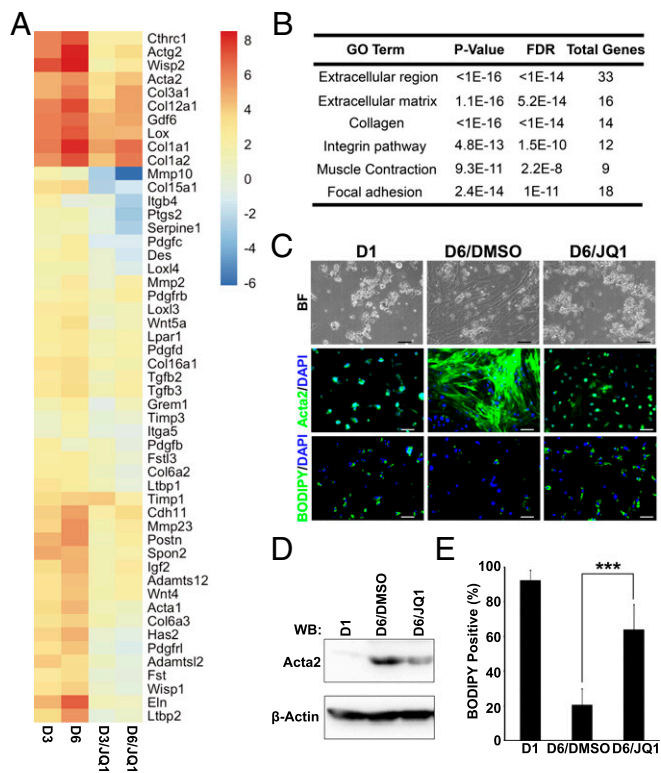 A
Cthrc1
Actg2
Wisp2
Acta2
Col3a1
Col12a1
Gdf6
Lox
Col1a1
Col1a2
Mmp10
Col15a1
Itgb4
Ptgs2
Serpine1
Pdgfc
Des
Loxl4
Mmp2
Pdgfrb
Loxl3
Wnt5a
Lpar1
Pdgfd
Col16a1
Tgfb2
Tgfb3
Grem1
Timp3
Itga5
Pdgfb
Fstl3
Col6a2
Ltbp1
Timp1
Cdh11
Mmp23
Postn
Spon2
Igf2
Adamts12
Wnt4
Acta1
Col6a3
Has2
Pdgfrl
Adamtsl2
Fst
Wisp1
Eln
Ltbp2
D3
D6
D3/JQ1
D6/JQ1
8
6
4
2
0
-2
-4
-6
B
GO Term P-Value FDR Total Genes
Extracellular region <1E-16 <1E-14 33
Extracellular matrix 1.1E-16 5.2E-14 16
Collagen <1E-16 <1E-14 14
Integrin pathway 4.8E-13 1.5E-10 12
Muscle Contraction 9.3E-11 2.2E-8 9
Focal adhesion 2.4E-14 1E-11 18
C
D1 D6/DMSO D6/JQ1
BF
Acta2/DAPI
BODIPY/DAPI
D
WB: D1 D6/DMSO D6/JQ1
Acta2
β-Actin
E
BODIPY Positive (%)
100
80
60
40
20
0
***
D1 D6/DMSO D6/JQ1